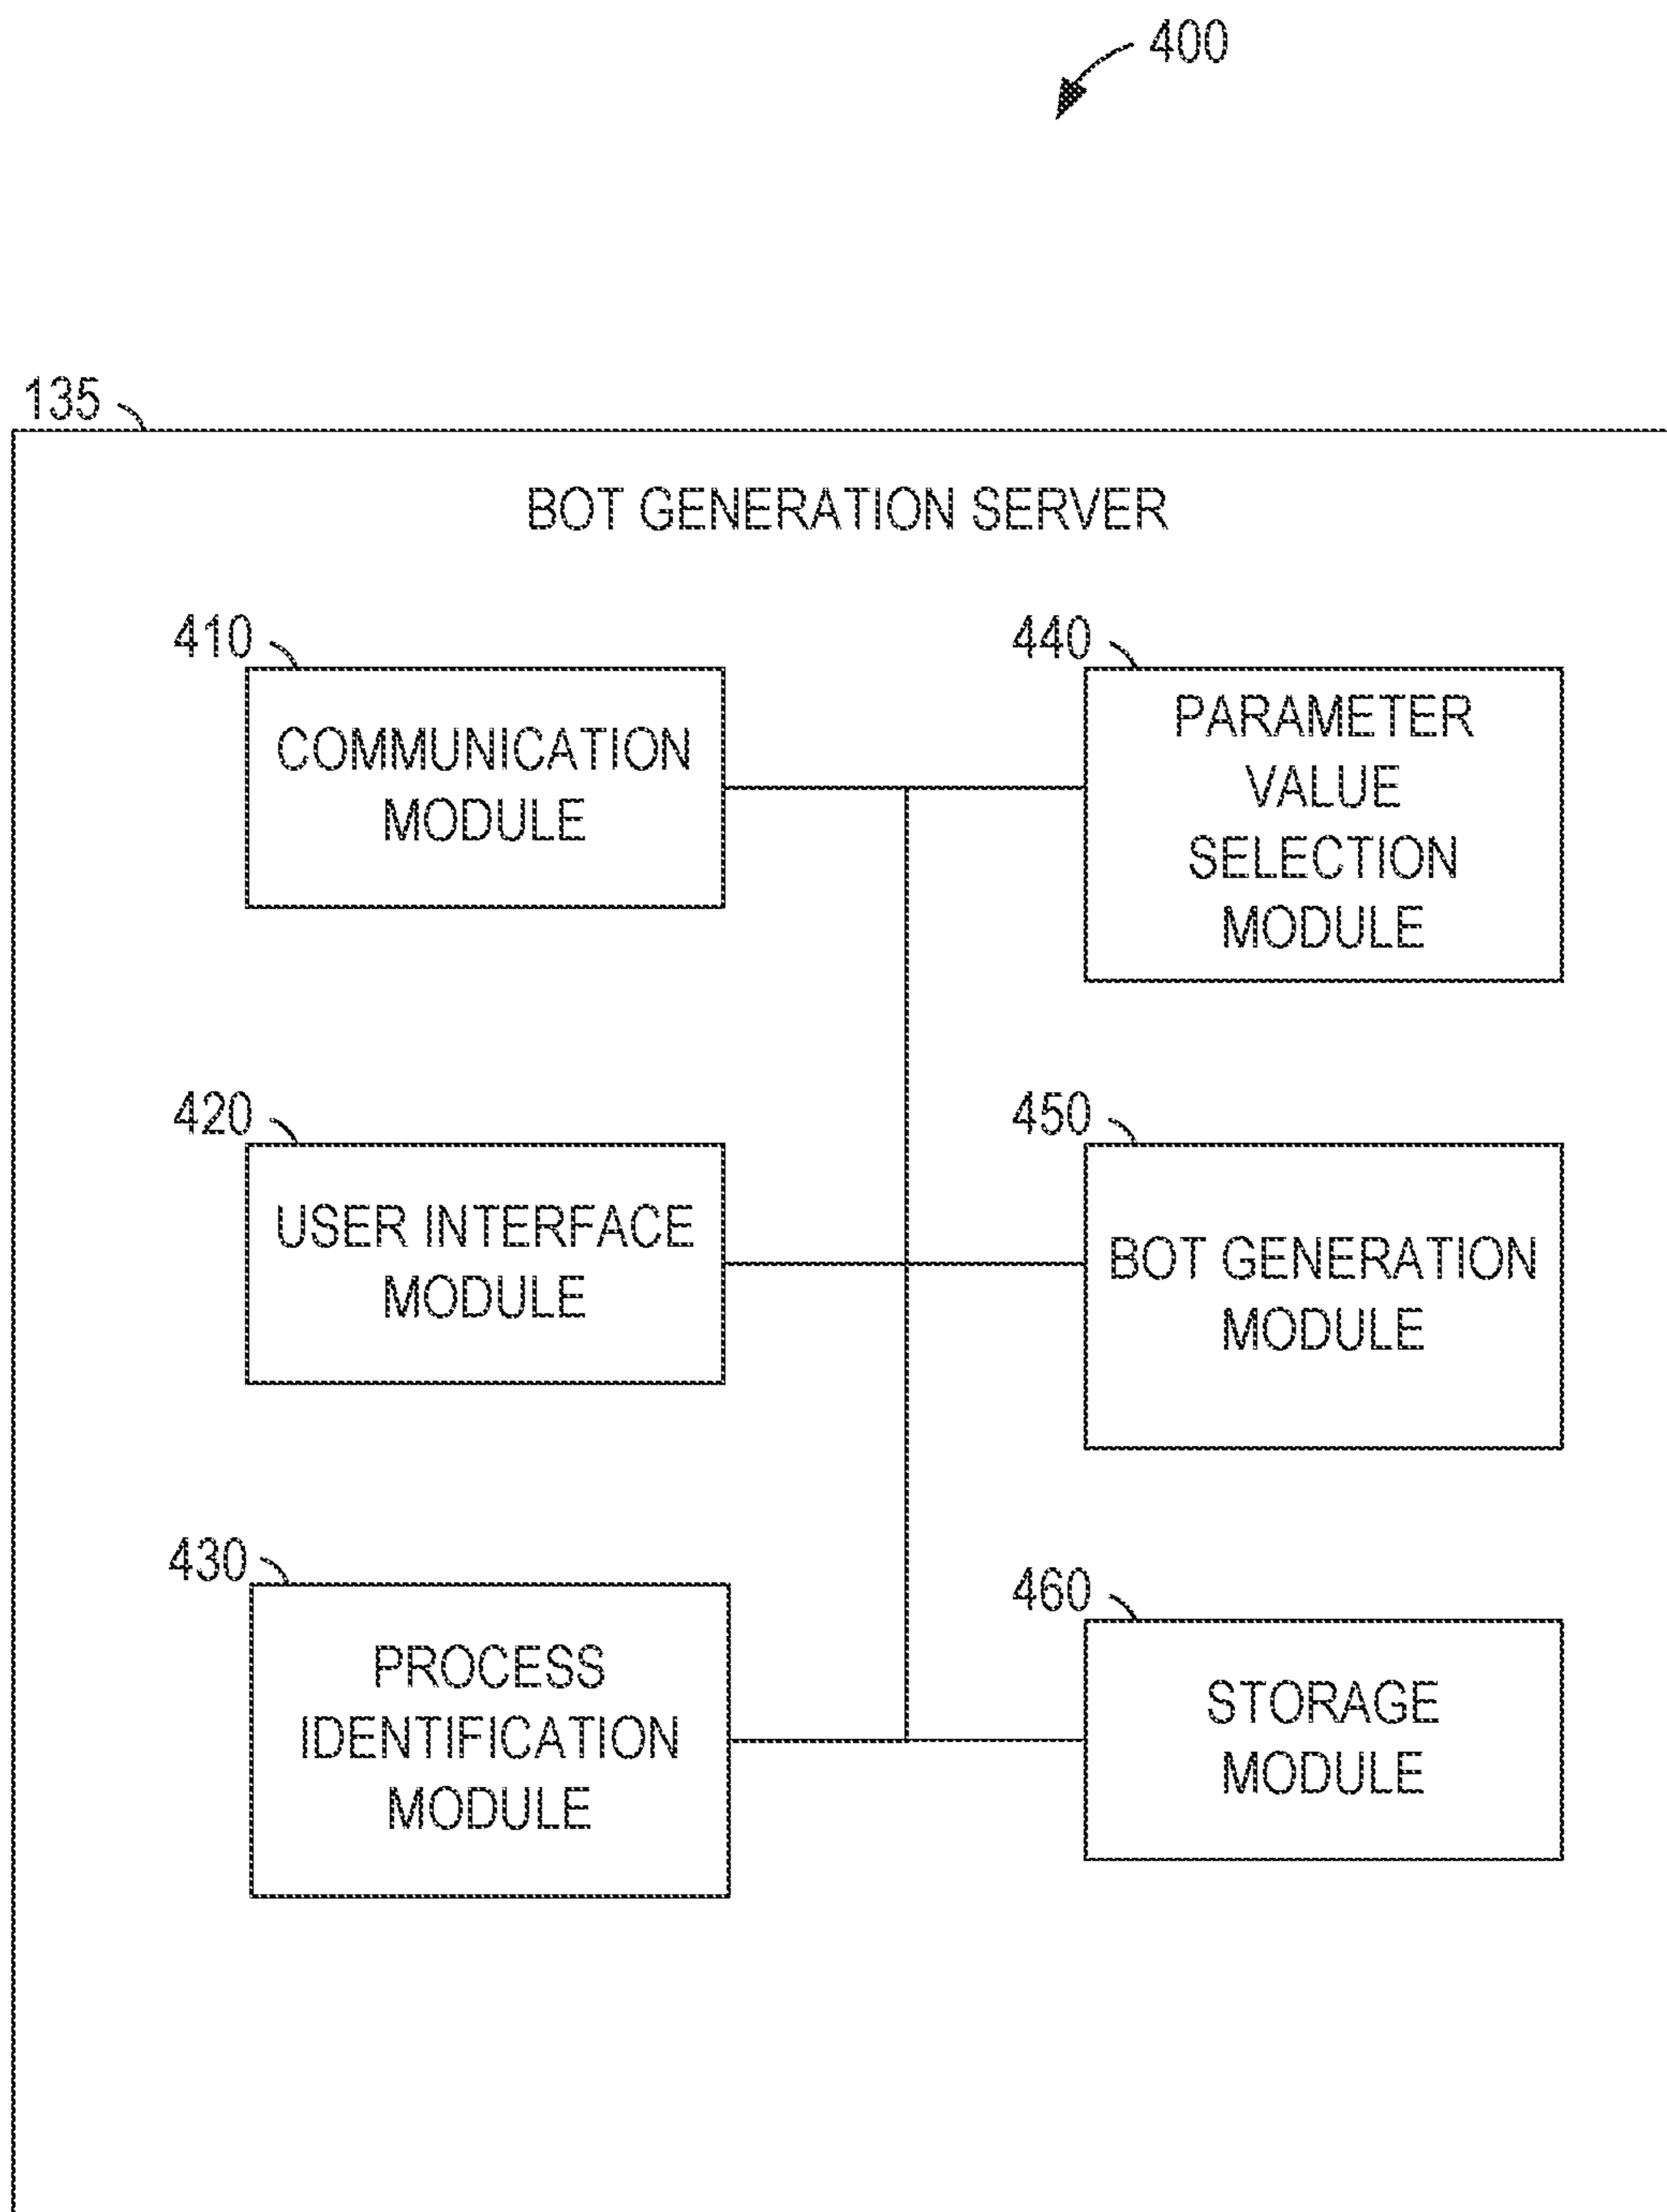 400
135
BOT GENERATION SERVER
410
COMMUNICATION
MODULE
440
PARAMETER
VALUE
SELECTION
MODULE
420
USER INTERFACE
MODULE
450
BOT GENERATION
MODULE
430
PROCESS
IDENTIFICATION
MODULE
460
STORAGE
MODULE